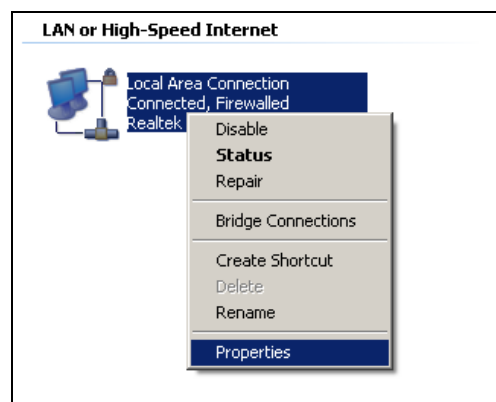 LAN or High-Speed Internet
Local Area Connection
Connected, Firewalled
Realtek
Disable
Status
Repair
Bridge Connections
Create Shortcut
Delete
Rename
Properties